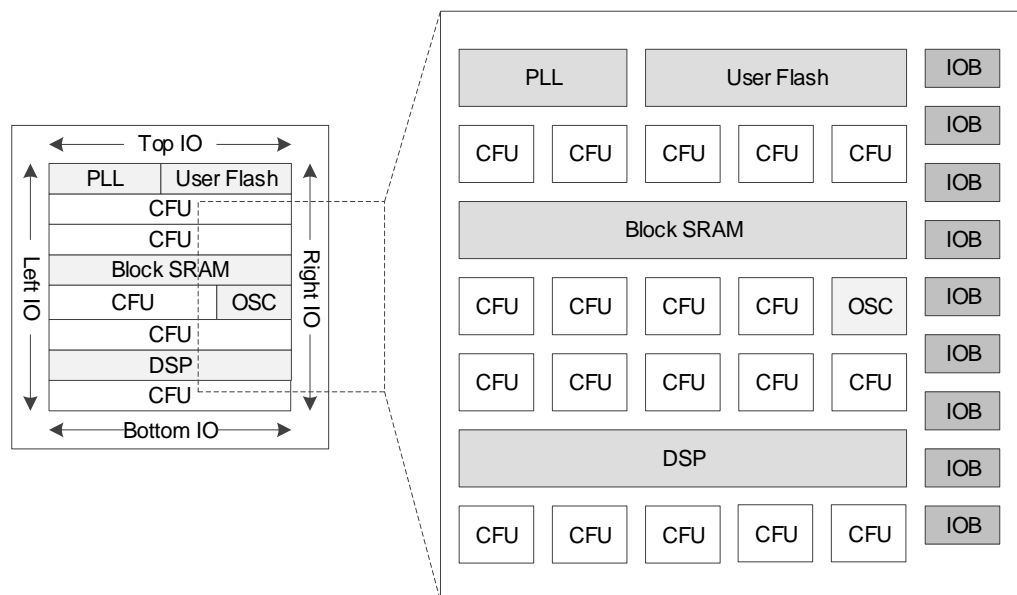 Top IO
PLL User Flash
CFU
CFU
Block SRAM
CFU OSC
CFU
DSP
CFU
Bottom IO
Left IO
Right IO
PLL User Flash IOB
IOB
CFU CFU CFU CFU CFU
IOB
Block SRAM IOB
CFU CFU CFU CFU OSC IOB
IOB
CFU CFU CFU CFU CFU
IOB
DSP IOB
CFU CFU CFU CFU CFU IOB